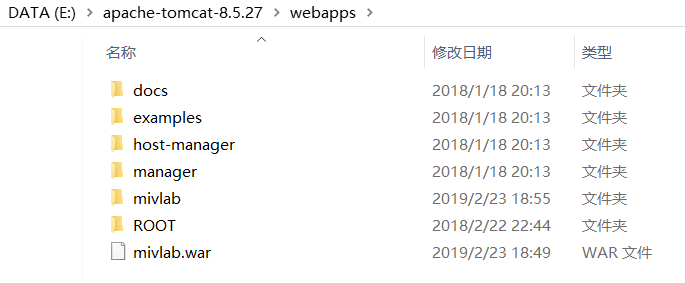 DATA (E:) > apache-tomcat-8.5.27 > webapps >
名称 修改日期 类型
docs 2018/1/18 20:13 文件夹
examples 2018/1/18 20:13 文件夹
host-manager 2018/1/18 20:13 文件夹
manager 2018/1/18 20:13 文件夹
mivlab 2019/2/23 18:55 文件夹
ROOT 2018/2/22 22:44 文件夹
mivlab.war 2019/2/23 18:49 WAR 文件